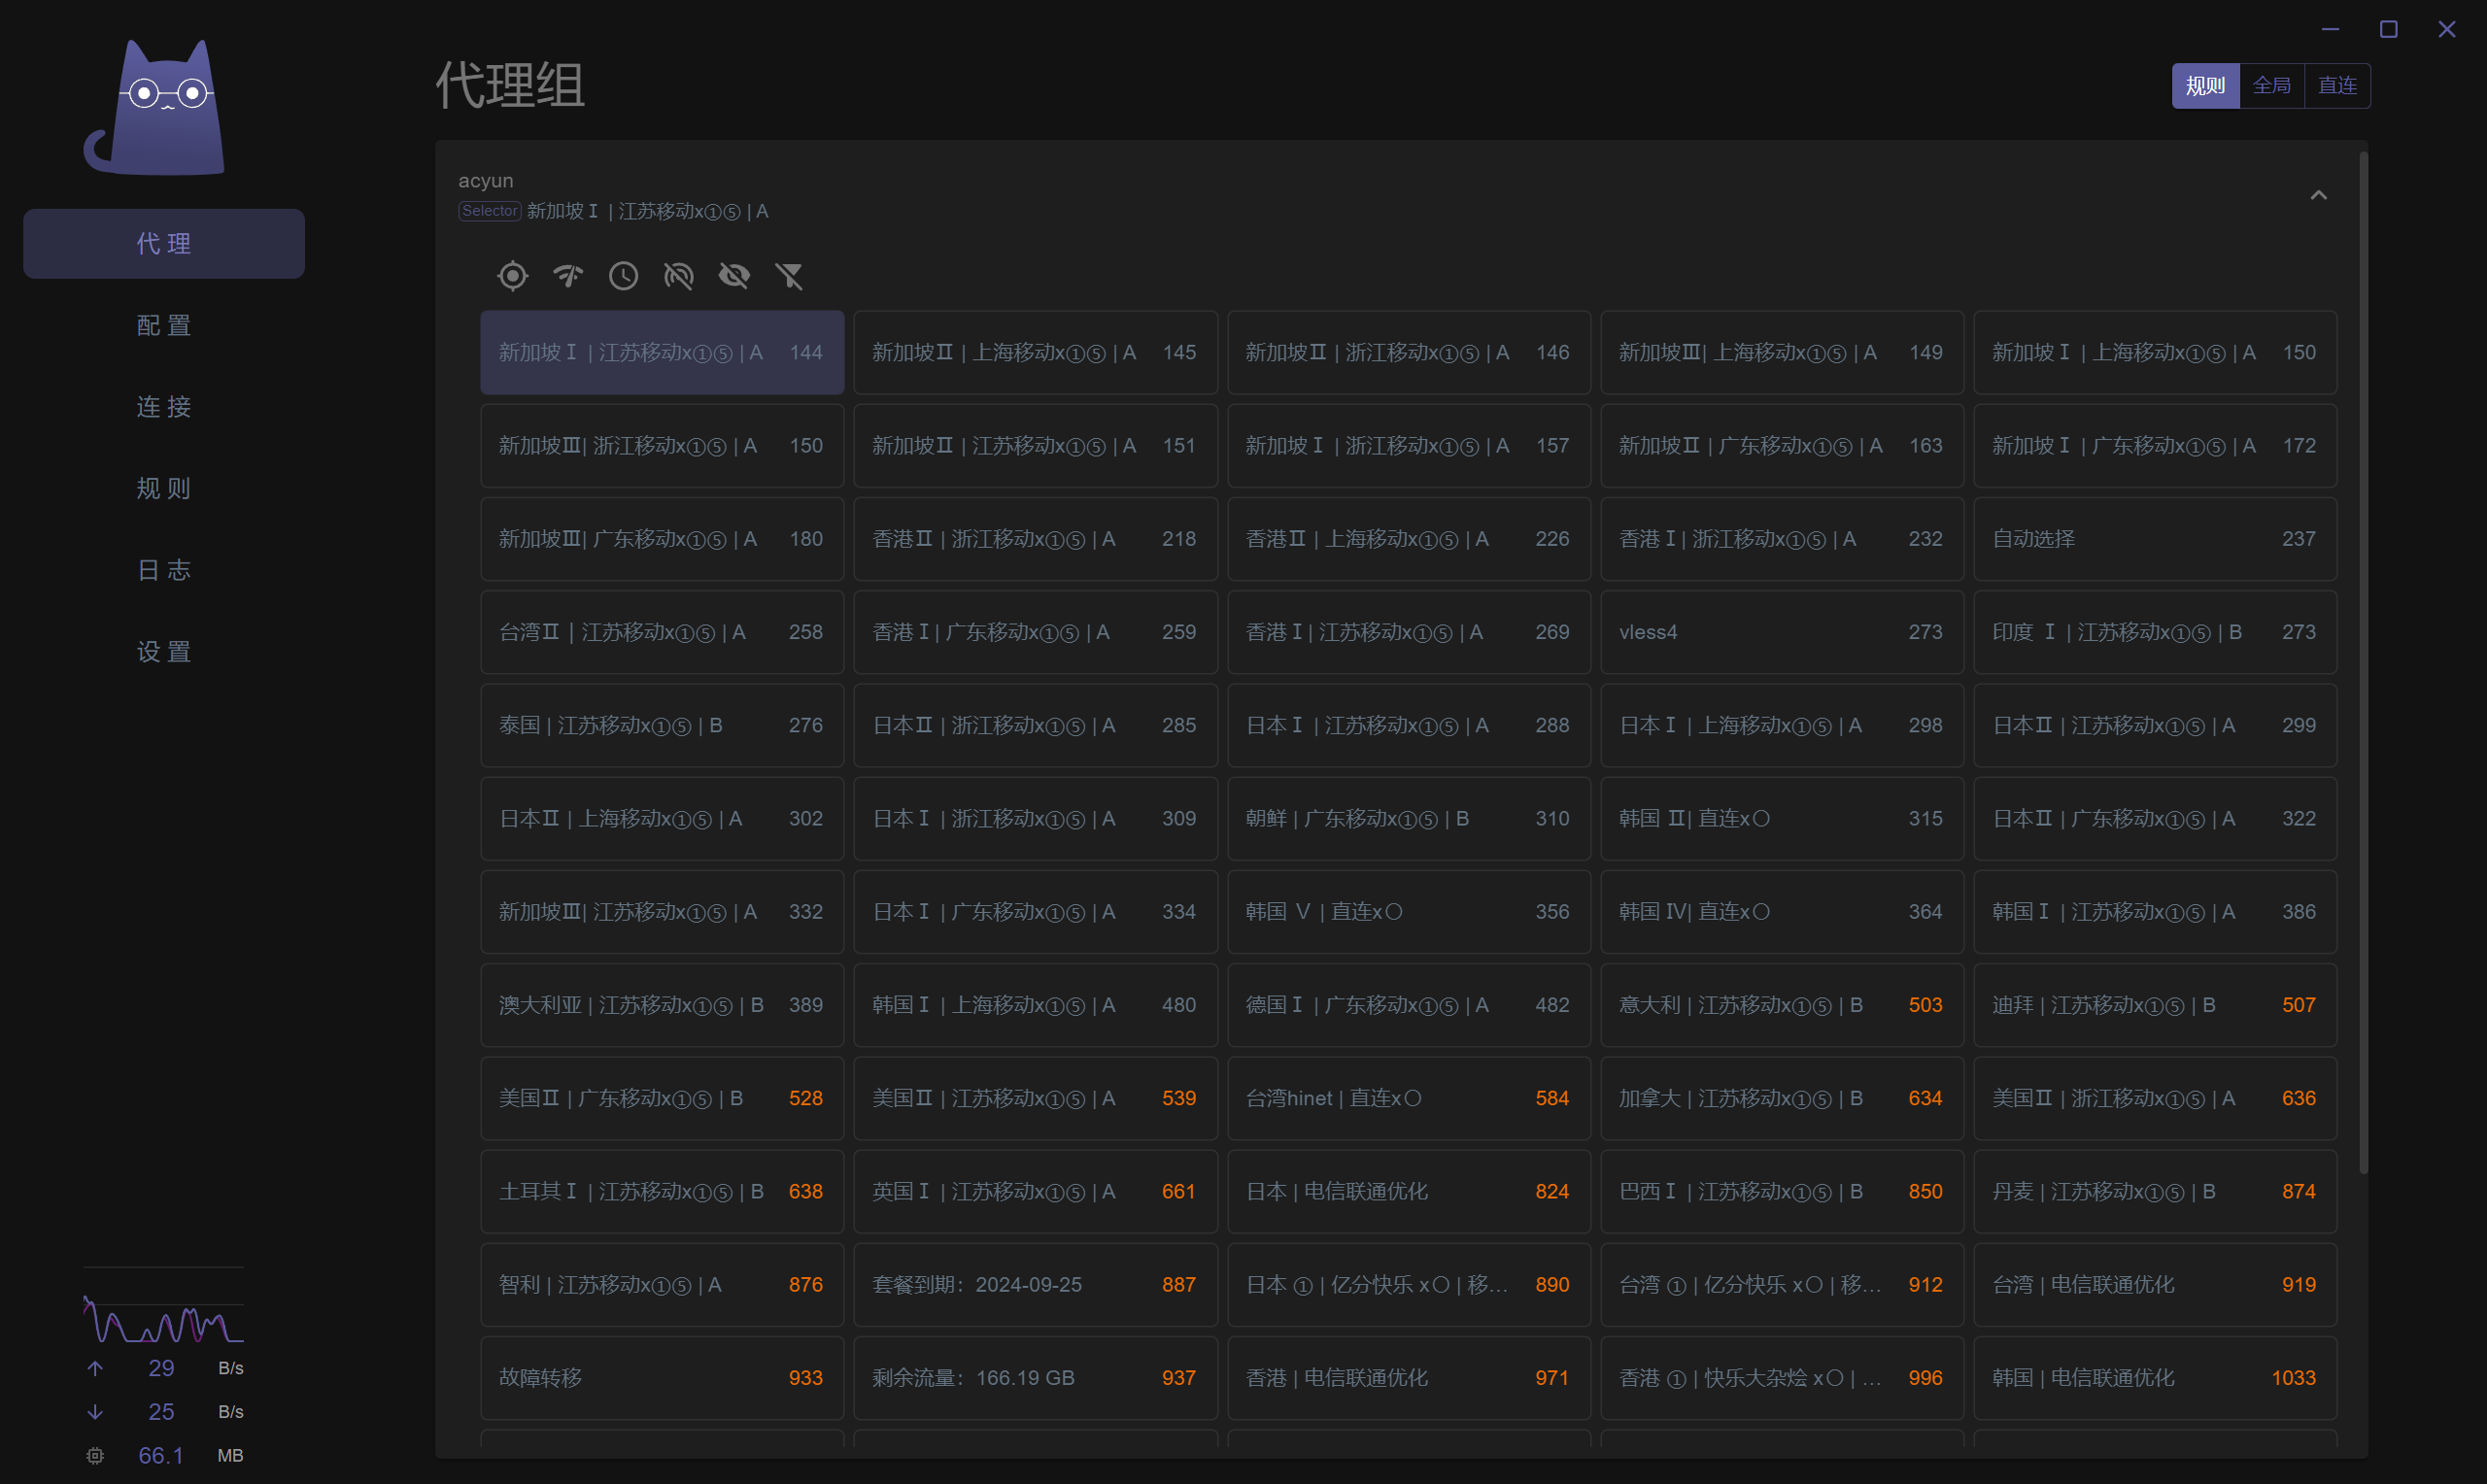 代理组
规则 全局 直连
代 理
配 置
连 接
规 则
日 志
设 置
acyun
Selector 新加坡Ⅰ | 江苏移动x①⑤ | A
新加坡Ⅰ | 江苏移动x①⑤ | A 144
新加坡Ⅱ | 上海移动x①⑤ | A 145
新加坡Ⅱ | 浙江移动x①⑤ | A 146
新加坡Ⅲ| 上海移动x①⑤ | A 149
新加坡Ⅰ | 上海移动x①⑤ | A 150
新加坡Ⅲ| 浙江移动x①⑤ | A 150
新加坡Ⅱ | 江苏移动x①⑤ | A 151
新加坡Ⅰ | 浙江移动x①⑤ | A 157
新加坡Ⅱ | 广东移动x①⑤ | A 163
新加坡Ⅰ | 广东移动x①⑤ | A 172
新加坡Ⅲ| 广东移动x①⑤ | A 180
香港Ⅱ | 浙江移动x①⑤ | A 218
香港Ⅱ | 上海移动x①⑤ | A 226
香港Ⅰ| 浙江移动x①⑤ | A 232
自动选择 237
台湾Ⅱ | 江苏移动x①⑤ | A 258
香港Ⅰ| 广东移动x①⑤ | A 259
香港Ⅰ| 江苏移动x①⑤ | A 269
vless4 273
印度 Ⅰ | 江苏移动x①⑤ | B 273
泰国 | 江苏移动x①⑤ | B 276
日本Ⅱ | 浙江移动x①⑤ | A 285
日本Ⅰ | 江苏移动x①⑤ | A 288
日本Ⅰ | 上海移动x①⑤ | A 298
日本Ⅱ | 江苏移动x①⑤ | A 299
日本Ⅱ | 上海移动x①⑤ | A 302
日本Ⅰ | 浙江移动x①⑤ | A 309
朝鲜 | 广东移动x①⑤ | B 310
韩国 Ⅱ| 直连x〇 315
日本Ⅱ | 广东移动x①⑤ | A 322
新加坡Ⅲ| 江苏移动x①⑤ | A 332
日本Ⅰ | 广东移动x①⑤ | A 334
韩国 Ⅴ | 直连x〇 356
韩国 Ⅳ| 直连x〇 364
韩国Ⅰ | 江苏移动x①⑤ | A 386
澳大利亚 | 江苏移动x①⑤ | B 389
韩国Ⅰ | 上海移动x①⑤ | A 480
德国Ⅰ | 广东移动x①⑤ | A 482
意大利 | 江苏移动x①⑤ | B 503
迪拜 | 江苏移动x①⑤ | B 507
美国Ⅱ | 广东移动x①⑤ | B 528
美国Ⅱ | 江苏移动x①⑤ | A 539
台湾hinet | 直连x〇 584
加拿大 | 江苏移动x①⑤ | B 634
美国Ⅱ | 浙江移动x①⑤ | A 636
土耳其Ⅰ | 江苏移动x①⑤ | B 638
英国Ⅰ | 江苏移动x①⑤ | A 661
日本 | 电信联通优化 824
巴西Ⅰ | 江苏移动x①⑤ | B 850
丹麦 | 江苏移动x①⑤ | B 874
智利 | 江苏移动x①⑤ | A 876
套餐到期：2024-09-25 887
日本 ① | 亿分快乐 x〇 | 移... 890
台湾 ① | 亿分快乐 x〇 | 移... 912
台湾 | 电信联通优化 919
故障转移 933
剩余流量：166.19 GB 937
香港 | 电信联通优化 971
香港 ① | 快乐大杂烩 x〇 | ... 996
韩国 | 电信联通优化 1033
29 B/s
25 B/s
66.1 MB